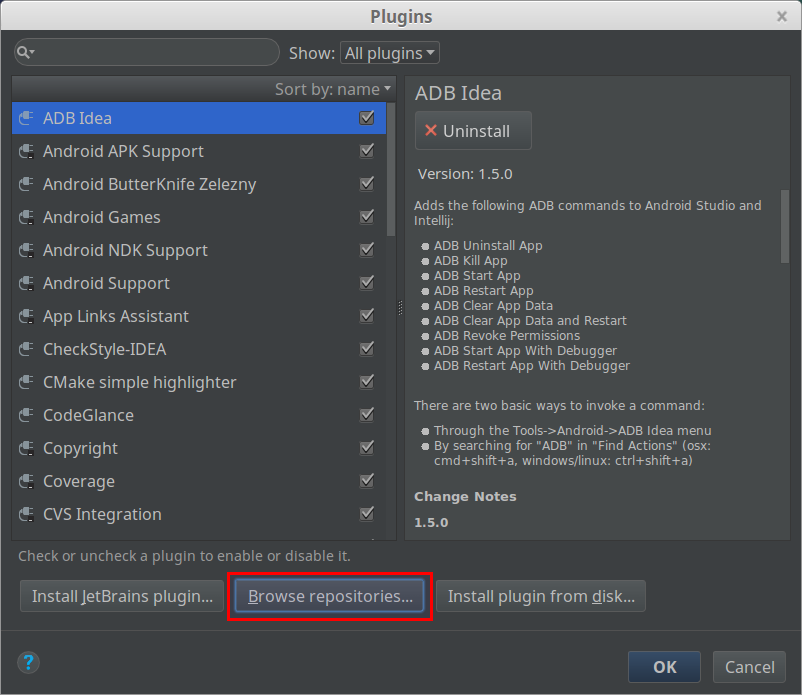 Plugins
Show: All plugins
Sort by: name
ADB Idea
Android APK Support
Android ButterKnife Zelezny
Android Games
Android NDK Support
Android Support
App Links Assistant
CheckStyle-IDEA
CMake simple highlighter
CodeGlance
Copyright
Coverage
CVS Integration
ADB Idea
Uninstall
Version: 1.5.0
Adds the following ADB commands to Android Studio and
Intellij:
ADB Uninstall App
ADB Kill App
ADB Start App
ADB Restart App
ADB Clear App Data
ADB Clear App Data and Restart
ADB Revoke Permissions
ADB Start App With Debugger
ADB Restart App With Debugger
There are two basic ways to invoke a command:
Through the Tools->Android->ADB Idea menu
By searching for "ADB" in "Find Actions" (osx:
cmd+shift+a, windows/linux: ctrl+shift+a)
Change Notes
1.5.0
Check or uncheck a plugin to enable or disable it.
Install JetBrains plugin... Browse repositories... Install plugin from disk...
? OK Cancel